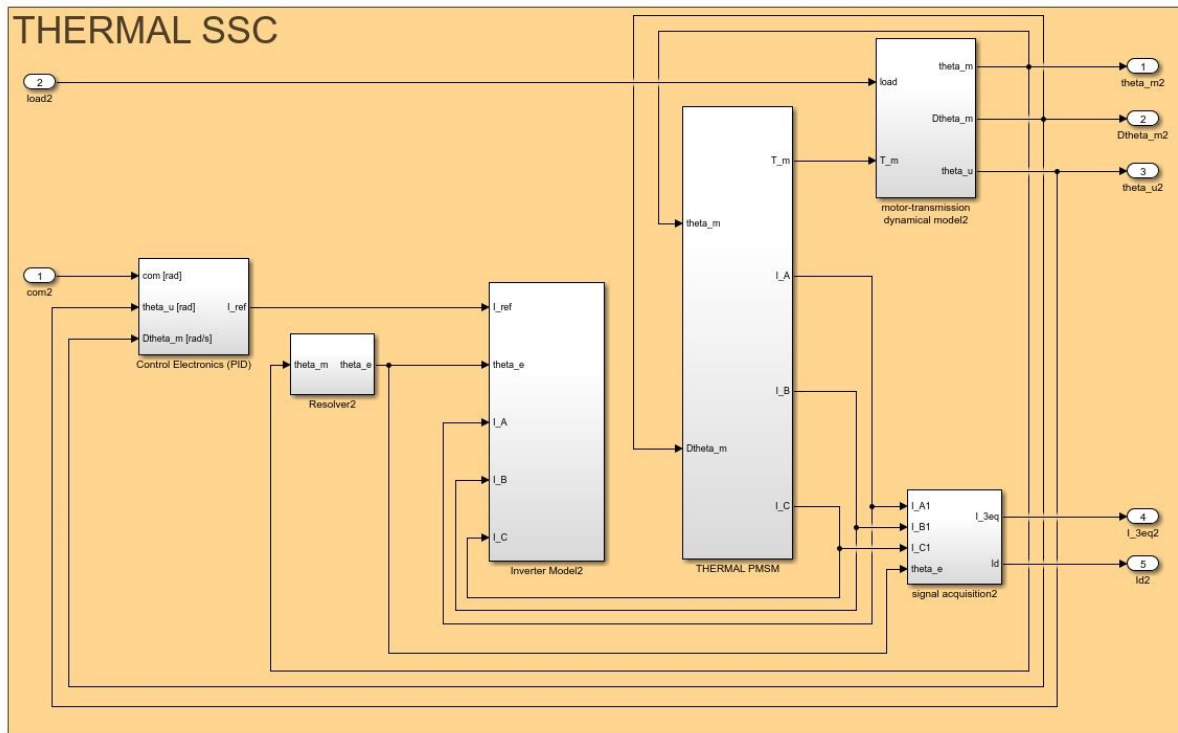 THERMAL SSC
2
load2
load
T_m
theta_m
Dtheta_m
theta_u
motor-transmission
dynamical model2
1
theta_m2
2
Dtheta_m2
3
theta_u2
1
com2
com [rad]
theta_u [rad]
Dtheta_m [rad/s]
I_ref
Control Electronics (PID)
theta_m
theta_e
Resolver2
I_ref
theta_e
I_A
I_B
I_C
Inverter Model2
theta_m
Dtheta_m
T_m
I_A
I_B
I_C
THERMAL PMSM
I_A1
I_B1
I_C1
theta_e
I_3eq
Id
signal acquisition2
4
I_3eq2
5
Id2